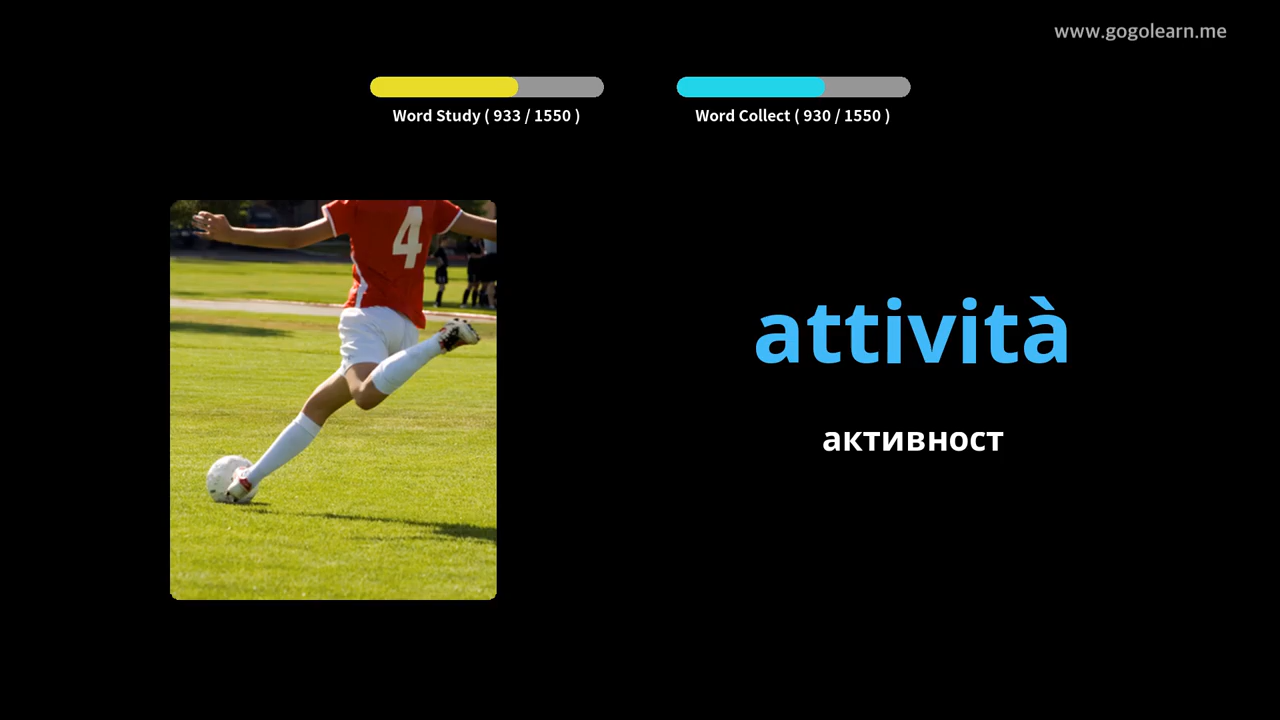 www.gogolearn.me
Word Study ( 933 / 1550 )
Word Collect ( 930 / 1550 )
4
attività
активност